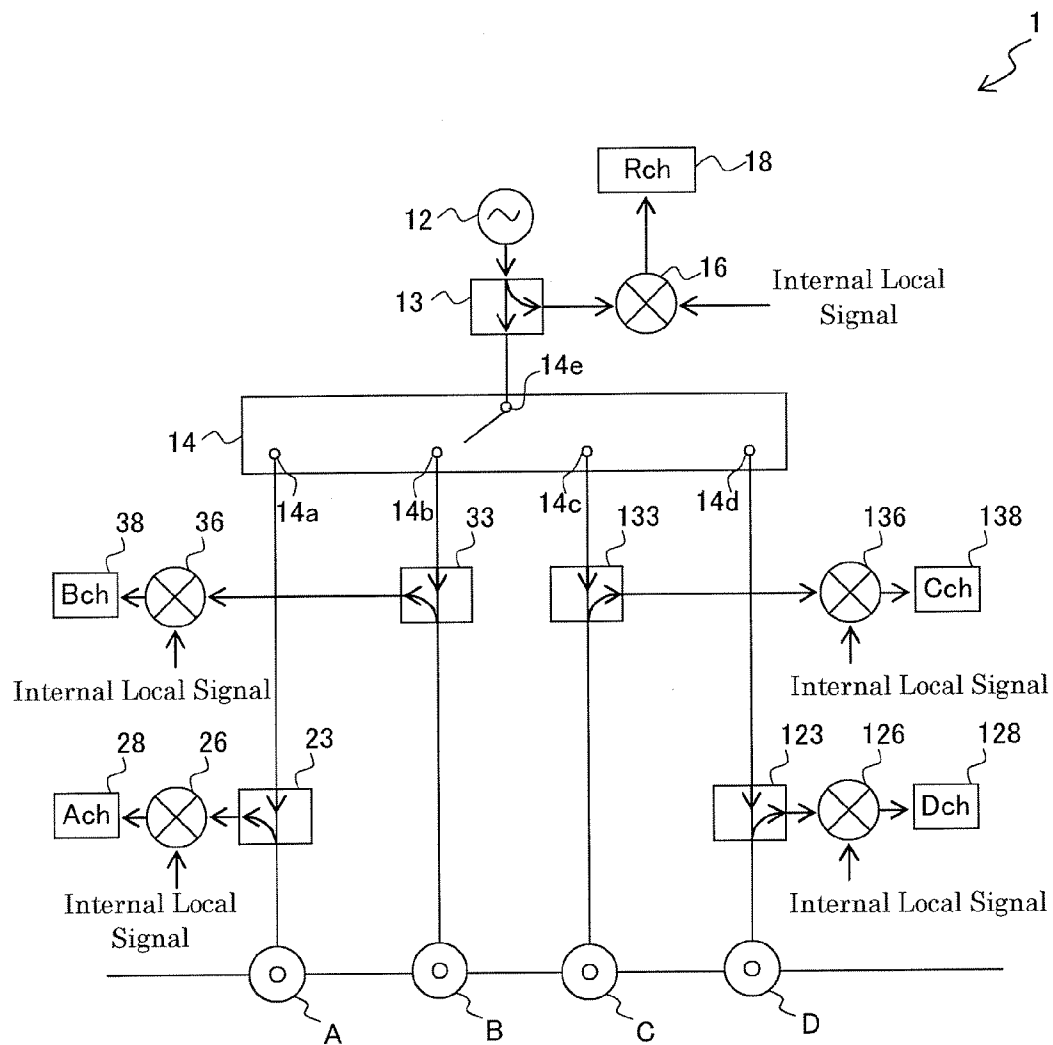 1
Rch
18
12
16
Internal Local
Signal
13
14e
14
14a
14b
14c
14d
38
36
33
133
136
138
Bch
Cch
Internal Local Signal
Internal Local Signal
28
26
23
123
126
128
Ach
Dch
Internal Local
Signal
Internal Local Signal
A
B
C
D